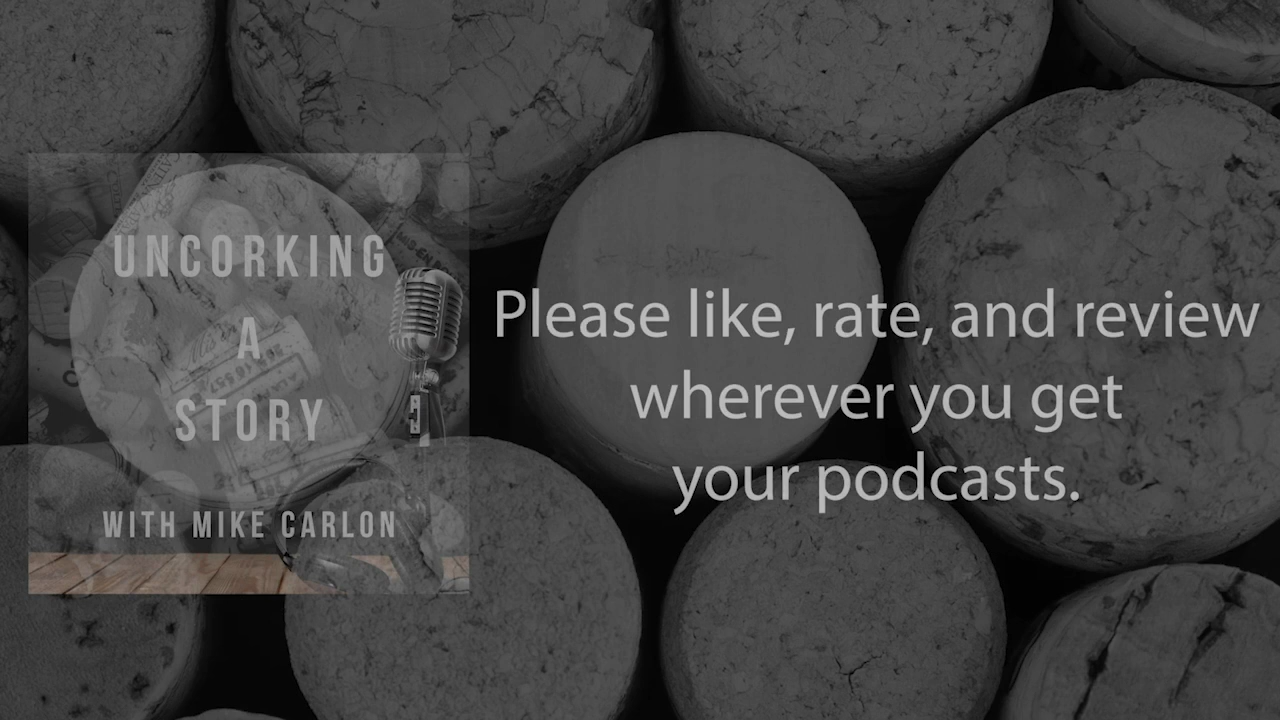 UNCORKING
A
STORY
WITH MIKE CARLON
Please like, rate, and review
wherever you get
your podcasts.